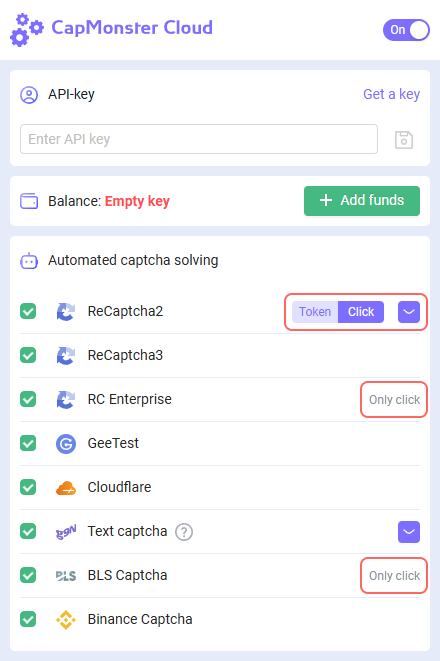 CapMonster Cloud
On
API-key
Get a key
Enter API key
Balance: Empty key
+ Add funds
Automated captcha solving
ReCaptcha2
Token
Click
ReCaptcha3
RC Enterprise
Only click
G
GeeTest
Cloudflare
Text captcha
?
BLS
BLS Captcha
Only click
Binance Captcha